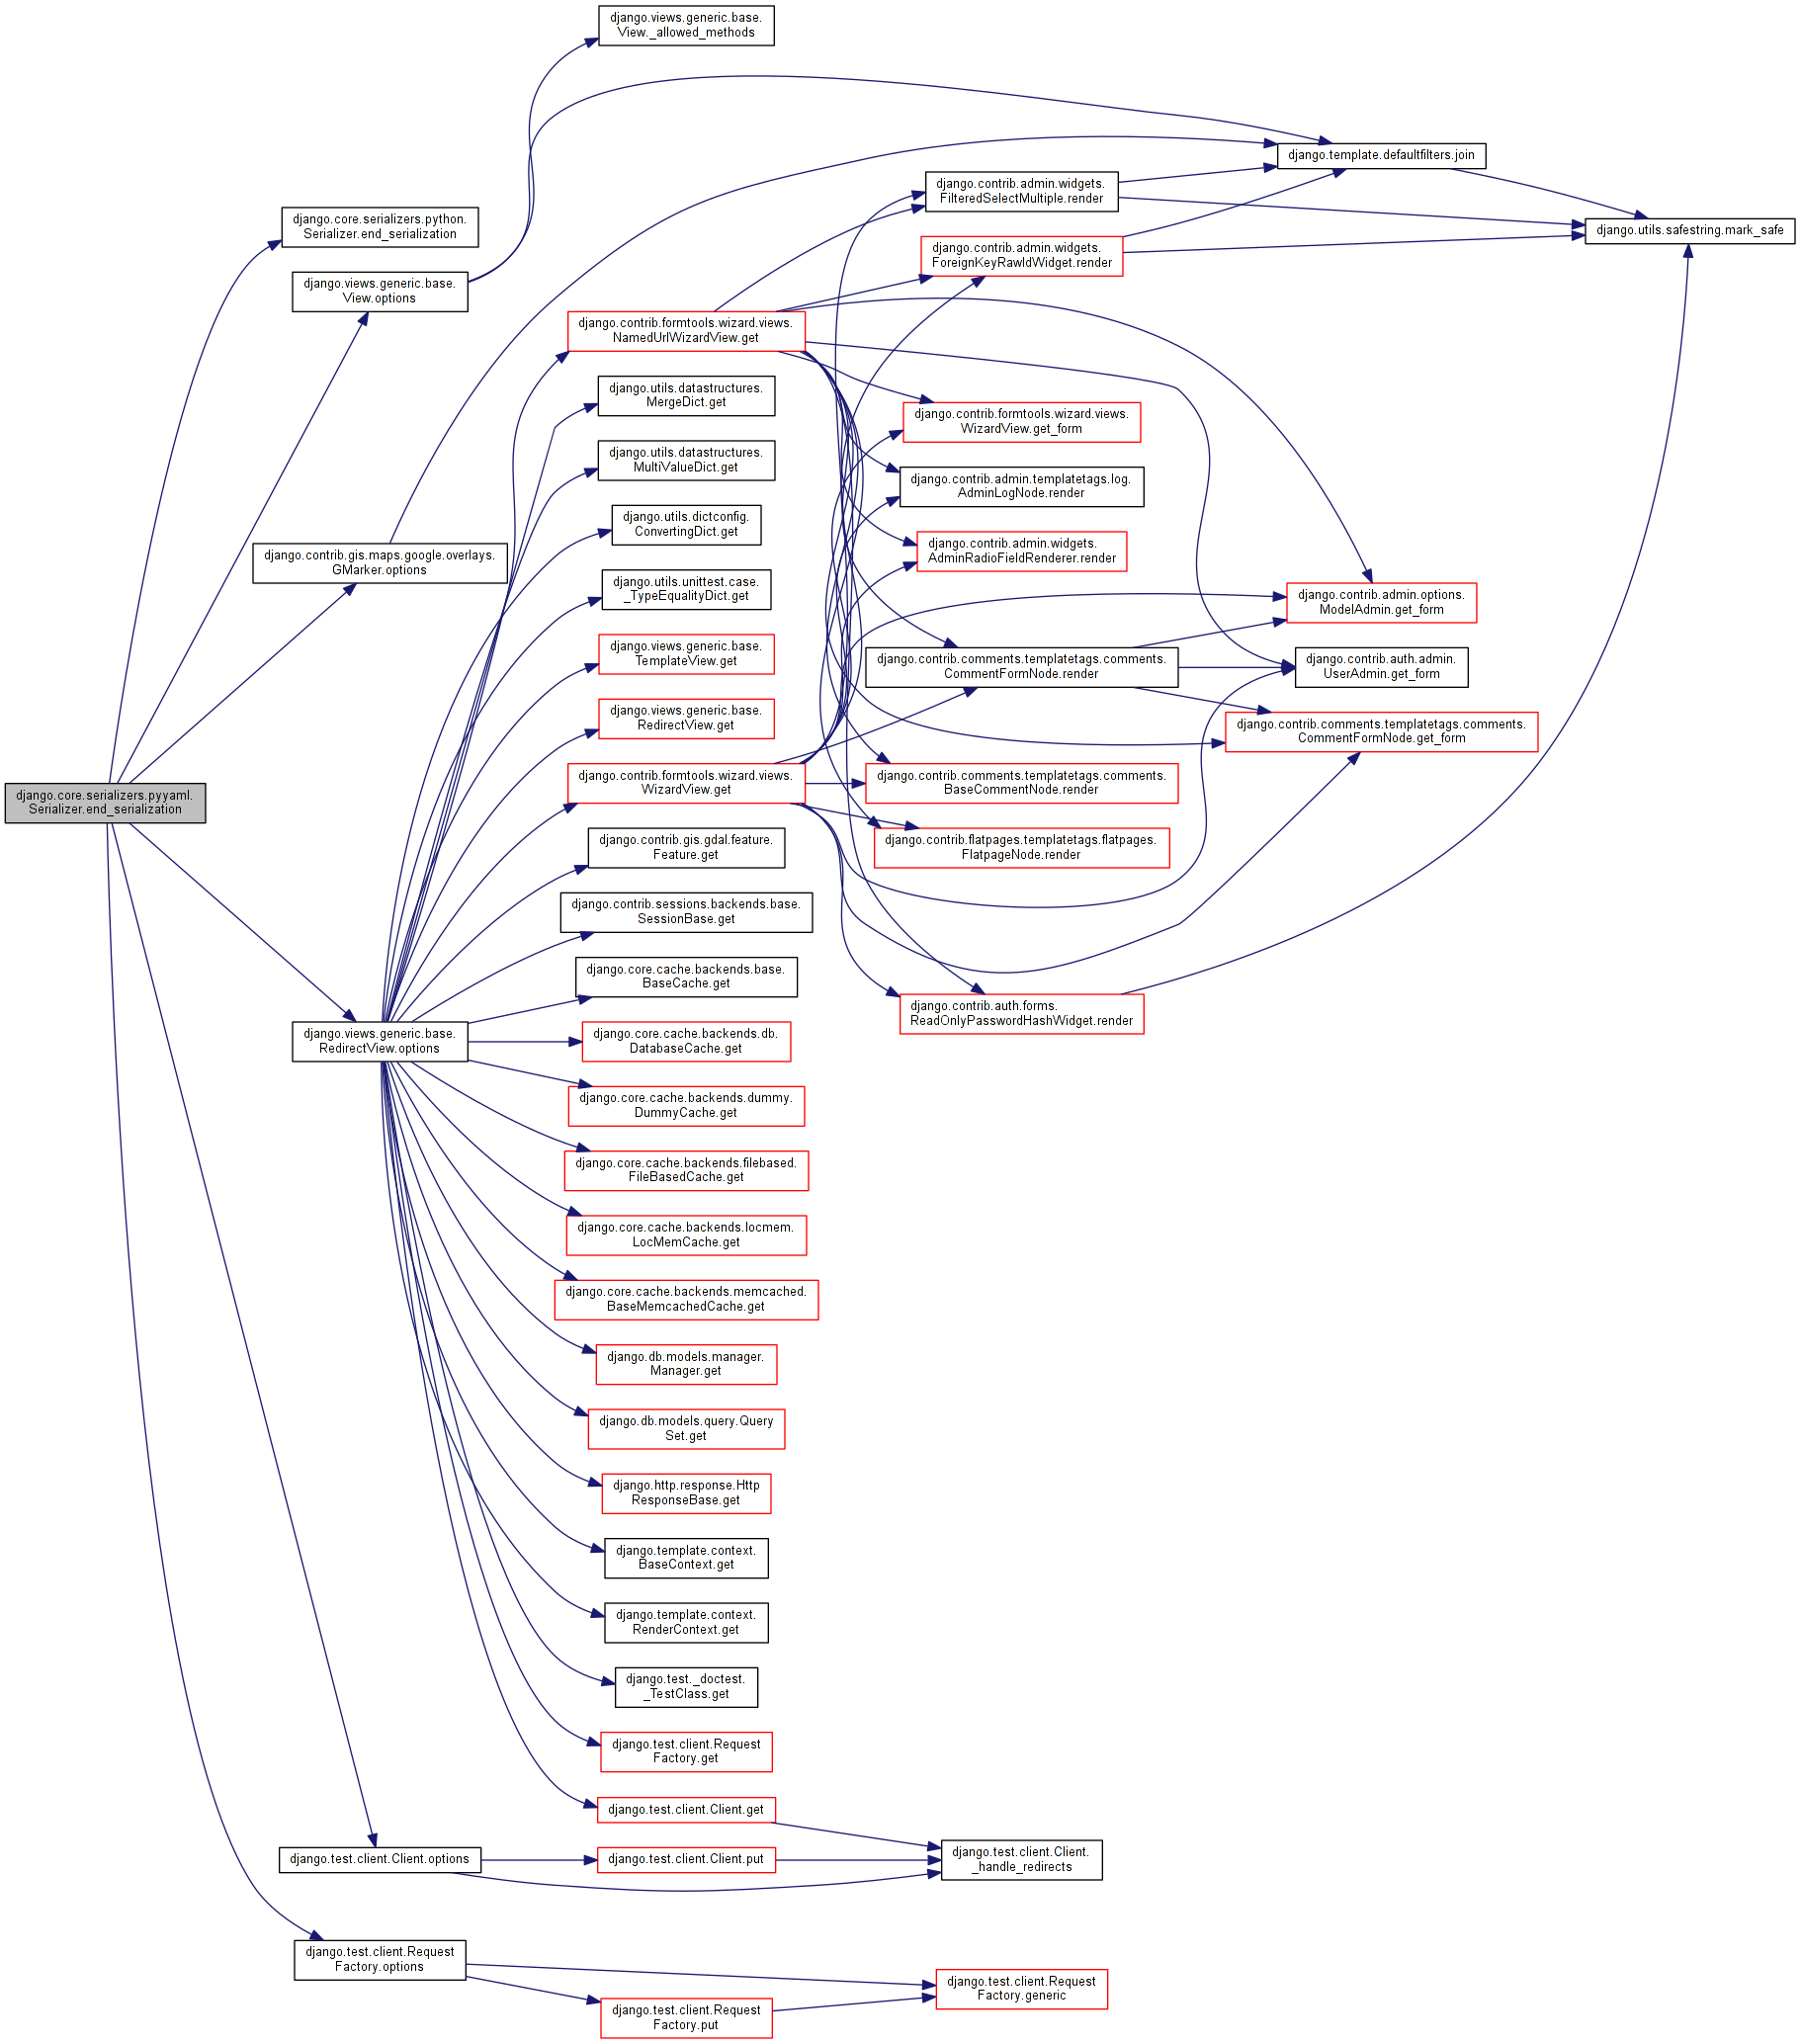 django.views.generic.base.
View._allowed_methods
django.template.defaultfilters.join
django.contrib.admin.widgets.
FilteredSelectMultiple.render
django.core.serializers.python.
Serializer.end_serialization
django.utils.safestring.mark_safe
django.contrib.admin.widgets.
ForeignKeyRawIdWidget.render
django.views.generic.base.
View.options
django.contrib.formtools.wizard.views.
NamedUrlWizardView.get
django.utils.datastructures.
MergeDict.get
django.contrib.formtools.wizard.views.
WizardView.get_form
django.utils.datastructures.
MultiValueDict.get
django.contrib.admin.templatetags.log.
AdminLogNode.render
django.utils.dictconfig.
ConvertingDict.get
django.contrib.admin.widgets.
AdminRadioFieldRenderer.render
django.contrib.gis.maps.google.overlays.
GMarker.options
django.utils.unittest.case.
_TypeEqualityDict.get
django.contrib.admin.options.
ModelAdmin.get_form
django.views.generic.base.
TemplateView.get
django.contrib.comments.templatetags.comments.
CommentFormNode.render
django.contrib.auth.admin.
UserAdmin.get_form
django.views.generic.base.
RedirectView.get
django.contrib.comments.templatetags.comments.
CommentFormNode.get_form
django.contrib.formtools.wizard.views.
WizardView.get
django.contrib.comments.templatetags.comments.
BaseCommentNode.render
django.core.serializers.pyyaml.
Serializer.end_serialization
django.contrib.gis.gdal.feature.
Feature.get
django.contrib.flatpages.templatetags.flatpages.
FlatpageNode.render
django.contrib.sessions.backends.base.
SessionBase.get
django.core.cache.backends.base.
BaseCache.get
django.contrib.auth.forms.
ReadOnlyPasswordHashWidget.render
django.views.generic.base.
RedirectView.options
django.core.cache.backends.db.
DatabaseCache.get
django.core.cache.backends.dummy.
DummyCache.get
django.core.cache.backends.filebased.
FileBasedCache.get
django.core.cache.backends.locmem.
LocMemCache.get
django.core.cache.backends.memcached.
BaseMemcachedCache.get
django.db.models.manager.
Manager.get
django.db.models.query.Query
Set.get
django.http.response.Http
ResponseBase.get
django.template.context.
BaseContext.get
django.template.context.
RenderContext.get
django.test._doctest.
_TestClass.get
django.test.client.Request
Factory.get
django.test.client.Client.get
django.test.client.Client.options
django.test.client.Client.put
django.test.client.Client.
_handle_redirects
django.test.client.Request
Factory.options
django.test.client.Request
Factory.generic
django.test.client.Request
Factory.put